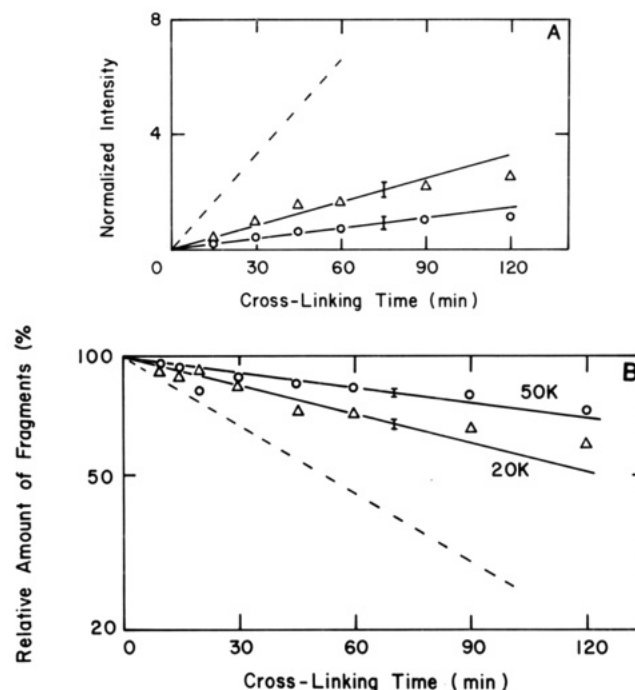 A
8
4
Normalized Intensity
0 30 60 90 120
Cross-Linking Time (min)
B
100
50
20
Relative Amount of Fragments (%
50K
20K
0 30 60 90 120
Cross-Linking Time (min)